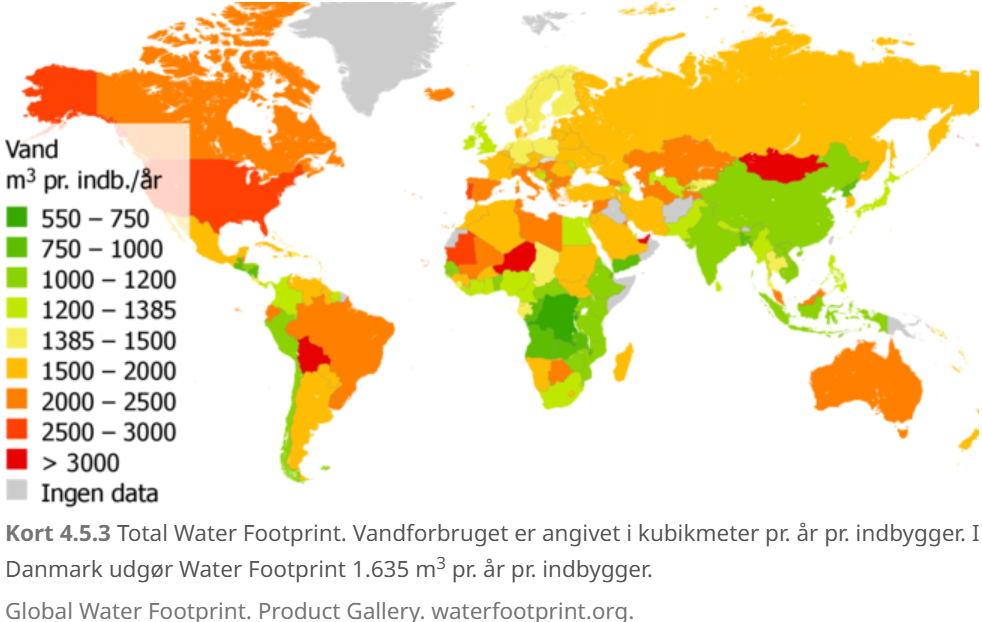 Vand
m³ pr. indb./år
550 – 750
750 – 1000
1000 – 1200
1200 – 1385
1385 – 1500
1500 – 2000
2000 – 2500
2500 – 3000
> 3000
Ingen data
Kort 4.5.3 Total Water Footprint. Vandforbruget er angivet i kubikmeter pr. år pr. indbygger. I
Danmark udgør Water Footprint 1.635 m³ pr. år pr. indbygger.
Global Water Footprint. Product Gallery. waterfootprint.org.